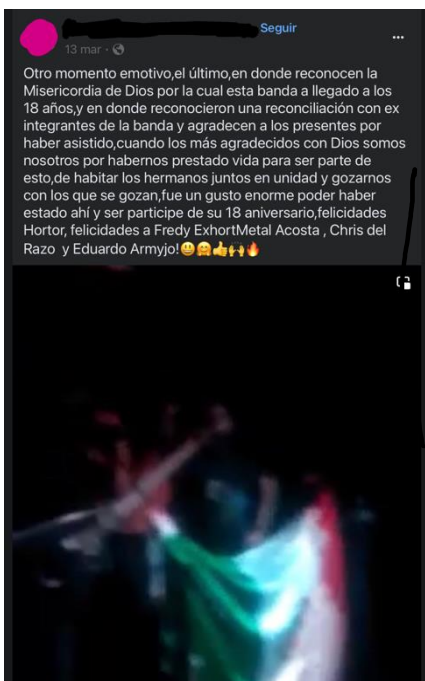 Seguir
13 mar ·
Otro momento emotivo,el último,en donde reconocen la
Misericordia de Dios por la cual esta banda a llegado a los
18 años,y en donde reconocieron una reconciliación con ex
integrantes de la banda y agradecen a los presentes por
haber asistido,cuando los más agradecidos con Dios somos
nosotros por habernos prestado vida para ser parte de
esto,de habitar los hermanos juntos en unidad y gozarnos
con los que se gozan,fue un gusto enorme poder haber
estado ahí y ser participe de su 18 aniversario,felicidades
Hortor, felicidades a Fredy ExhortMetal Acosta , Chris del
Razo  y Eduardo Armyjo!😃🤗👍🙌🔥